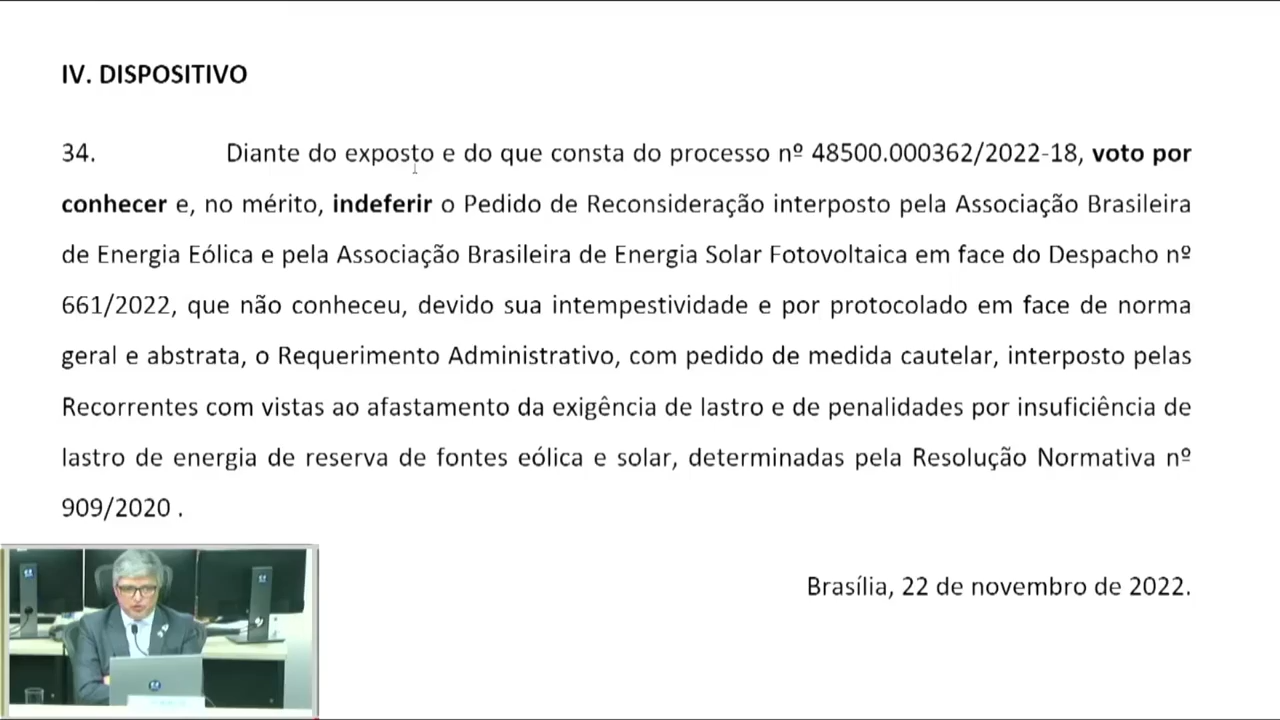 IV. DISPOSITIVO
34. Diante do exposto e do que consta do processo nº 48500.000362/2022-18, voto por
conhecer e, no mérito, indeferir o Pedido de Reconsideração interposto pela Associação Brasileira
de Energia Eólica e pela Associação Brasileira de Energia Solar Fotovoltaica em face do Despacho nº
661/2022, que não conheceu, devido sua intempestividade e por protocolado em face de norma
geral e abstrata, o Requerimento Administrativo, com pedido de medida cautelar, interposto pelas
Recorrentes com vistas ao afastamento da exigência de lastro e de penalidades por insuficiência de
lastro de energia de reserva de fontes eólica e solar, determinadas pela Resolução Normativa nº
909/2020 .
Brasília, 22 de novembro de 2022.